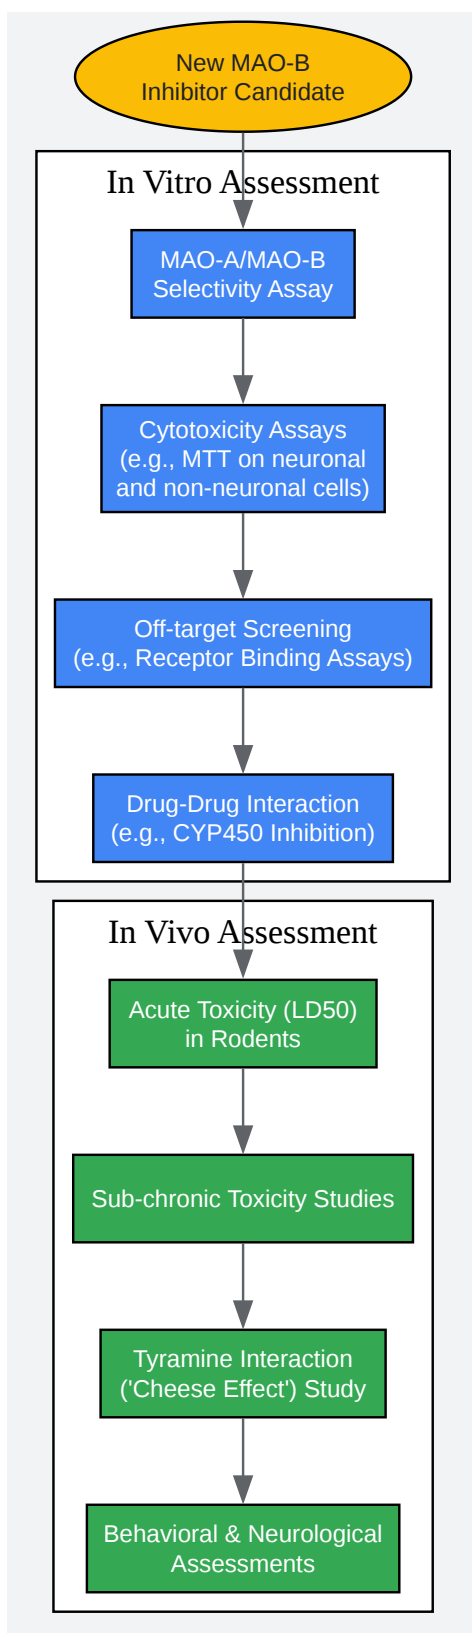 New MAO-B
Inhibitor Candidate
In Vitro Assessment
MAO-A/MAO-B
Selectivity Assay
Cytotoxicity Assays
(e.g., MTT on neuronal
and non-neuronal cells)
Off-target Screening
(e.g., Receptor Binding Assays)
Drug-Drug Interaction
(e.g., CYP450 Inhibition)
In Vivo Assessment
Acute Toxicity (LD50)
in Rodents
Sub-chronic Toxicity Studies
Tyramine Interaction
('Cheese Effect') Study
Behavioral & Neurological
Assessments